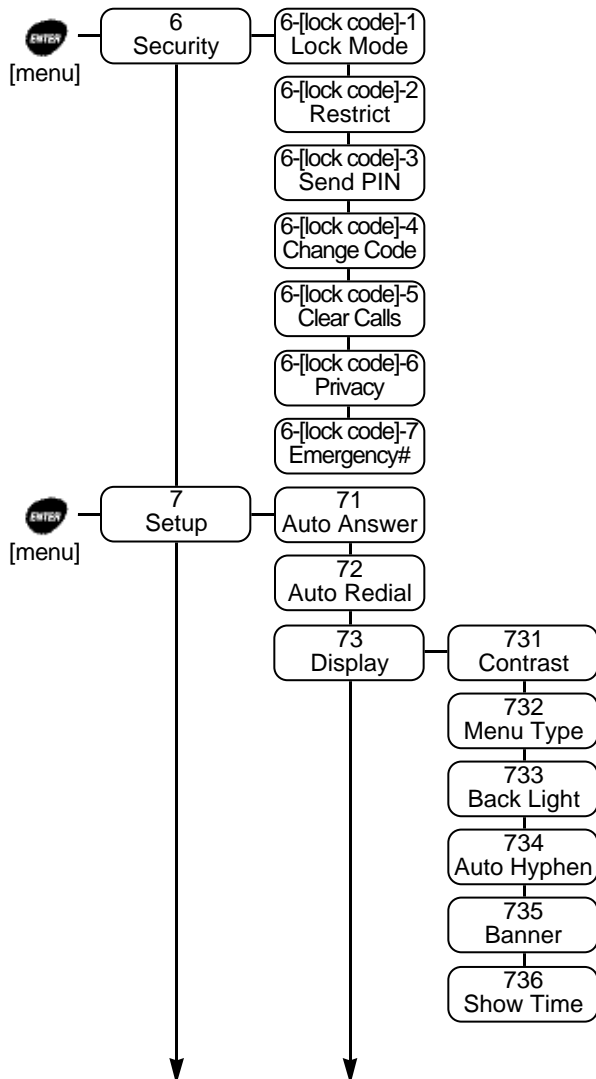 ENTER
[menu]
6
Security
6-[lock code]-1
Lock Mode
6-[lock code]-2
Restrict
6-[lock code]-3
Send PIN
6-[lock code]-4
Change Code
6-[lock code]-5
Clear Calls
6-[lock code]-6
Privacy
6-[lock code]-7
Emergency#
ENTER
[menu]
7
Setup
71
Auto Answer
72
Auto Redial
73
Display
731
Contrast
732
Menu Type
733
Back Light
734
Auto Hyphen
735
Banner
736
Show Time